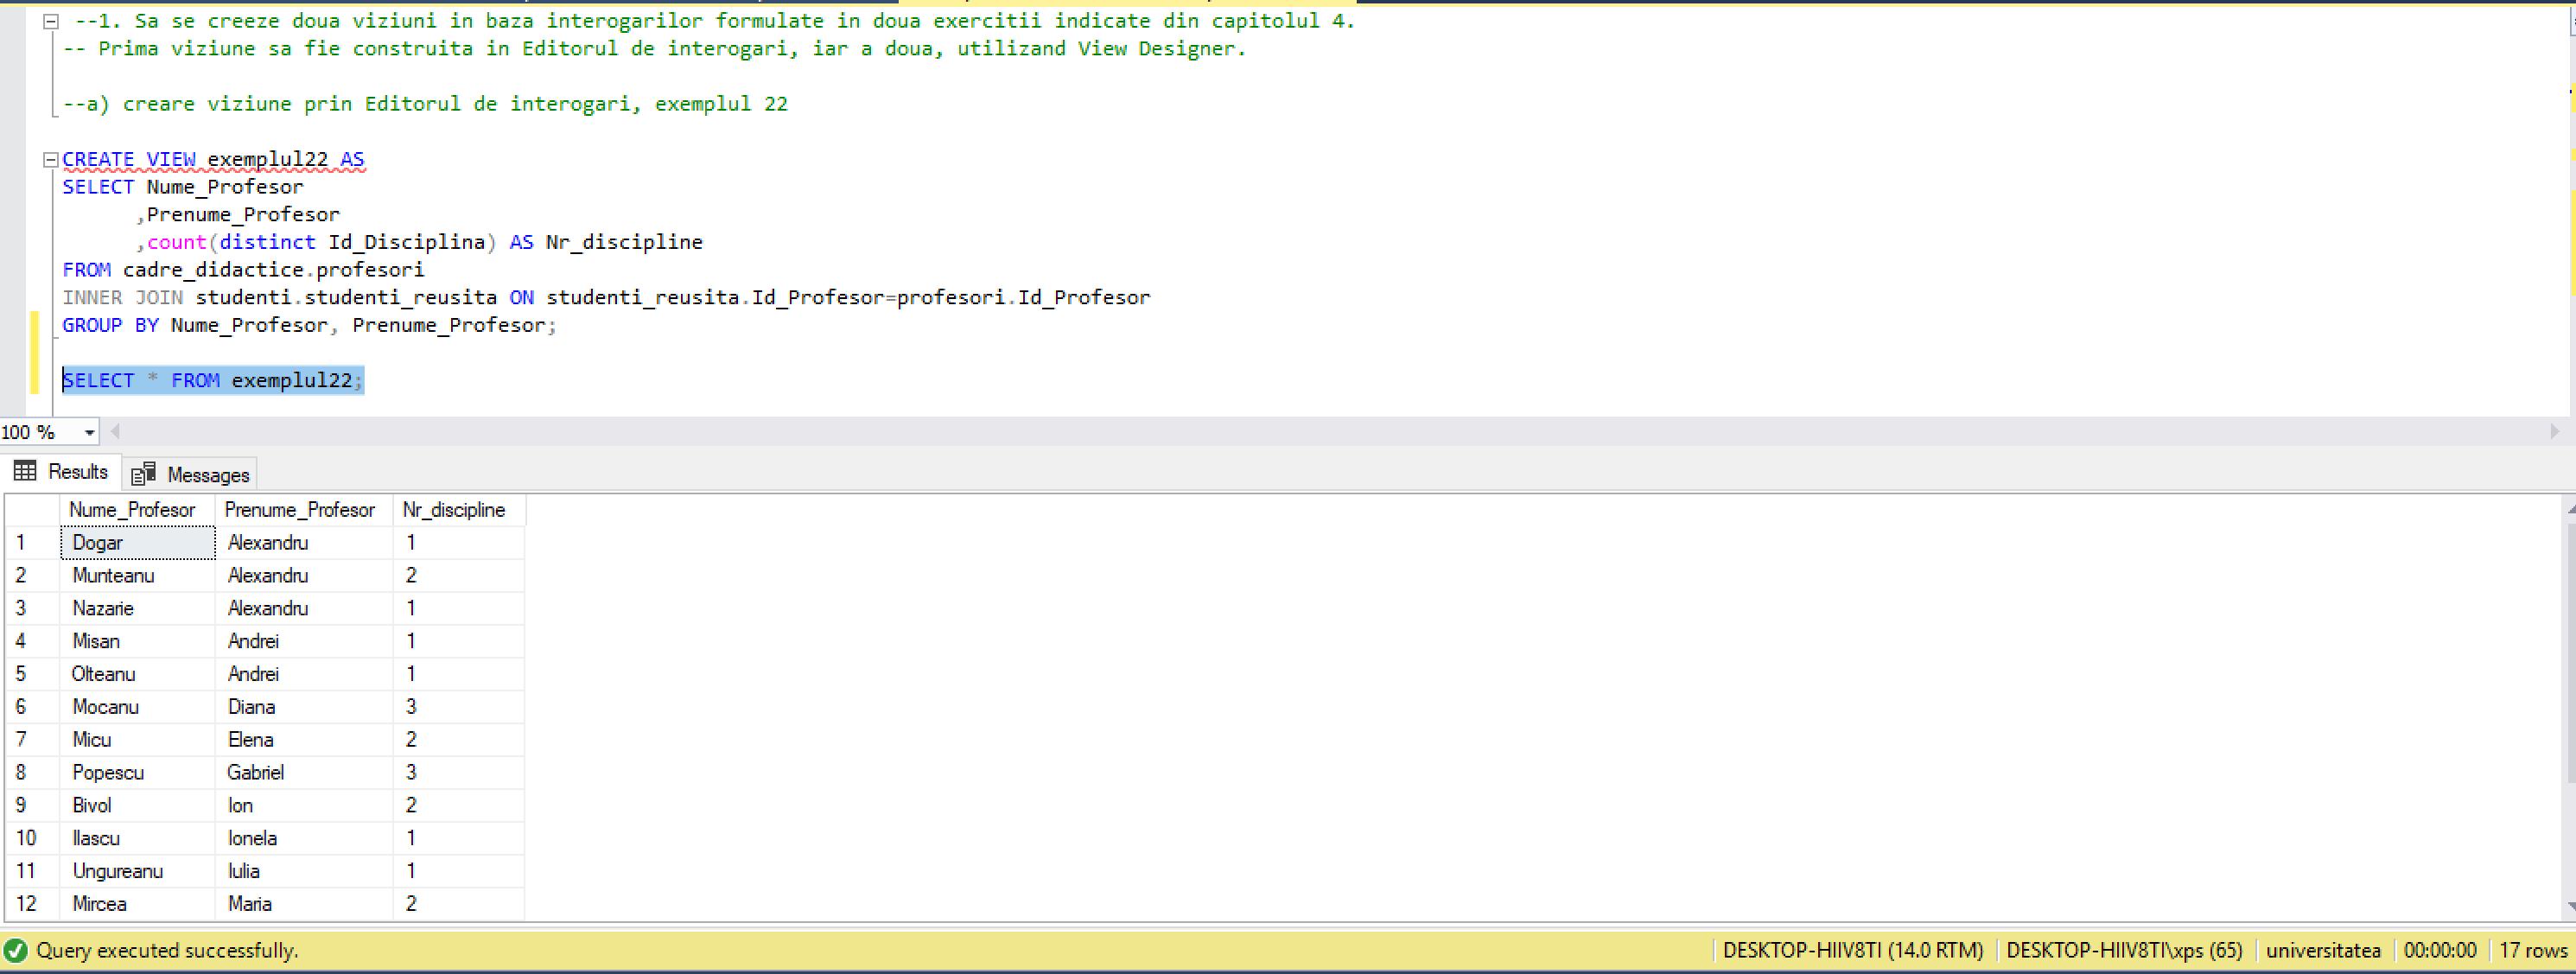 --1. Sa se creeze doua viziuni in baza interogarilor formulate in doua exercitii indicate din capitolul 4.
-- Prima viziune sa fie construita in Editorul de interogari, iar a doua, utilizand View Designer.
--a) creare viziune prin Editorul de interogari, exemplul 22
CREATE VIEW exemplul22 AS
SELECT Nume_Profesor
,Prenume_Profesor
,count(distinct Id_Disciplina) AS Nr_discipline
FROM cadre_didactice.profesori
INNER JOIN studenti.studenti_reusita ON studenti_reusita.Id_Profesor=profesori.Id_Profesor
GROUP BY Nume_Profesor, Prenume_Profesor;
SELECT * FROM exemplul22;
100 %
Results Messages
Nume_Profesor Prenume_Profesor Nr_discipline
1 Dogar Alexandru 1
2 Munteanu Alexandru 2
3 Nazarie Alexandru 1
4 Misan Andrei 1
5 Olteanu Andrei 1
6 Mocanu Diana 3
7 Micu Elena 2
8 Popescu Gabriel 3
9 Bivol Ion 2
10 Ilascu Ionela 1
11 Ungureanu Iulia 1
12 Mircea Maria 2
Query executed successfully. DESKTOP-HIIV8TI (14.0 RTM) DESKTOP-HIIV8TI\xps (65) universitatea 00:00:00 17 rows